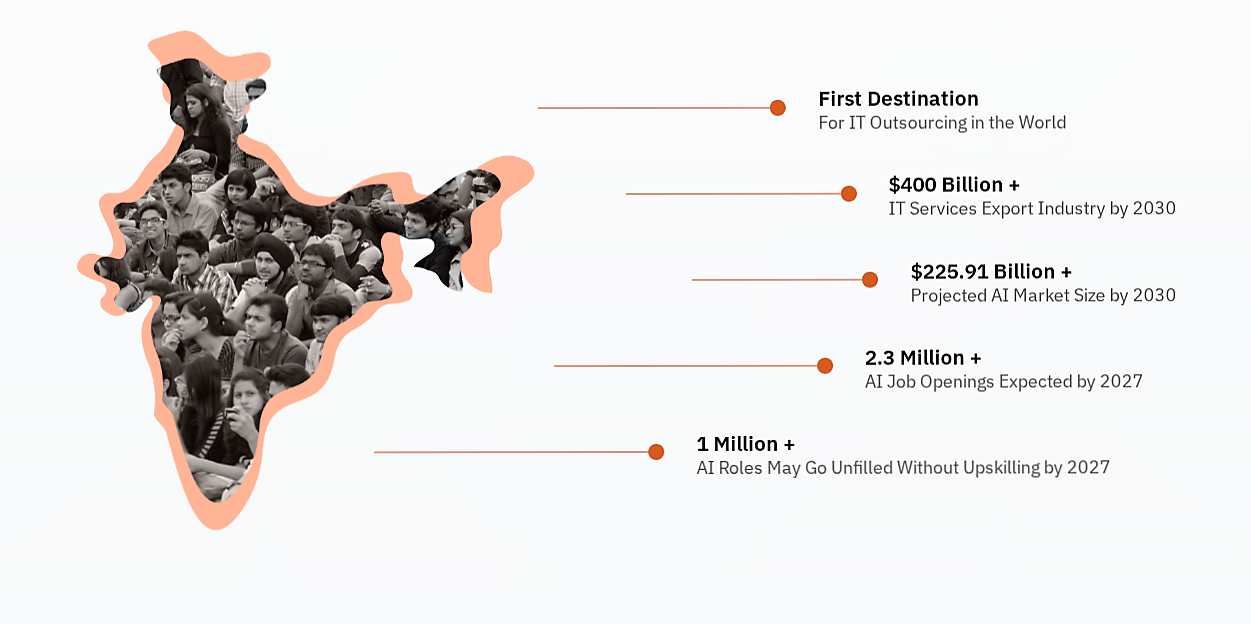 First Destination
For IT Outsourcing in the World
$400 Billion +
IT Services Export Industry by 2030
$225.91 Billion +
Projected AI Market Size by 2030
2.3 Million +
AI Job Openings Expected by 2027
1 Million +
AI Roles May Go Unfilled Without Upskilling by 2027